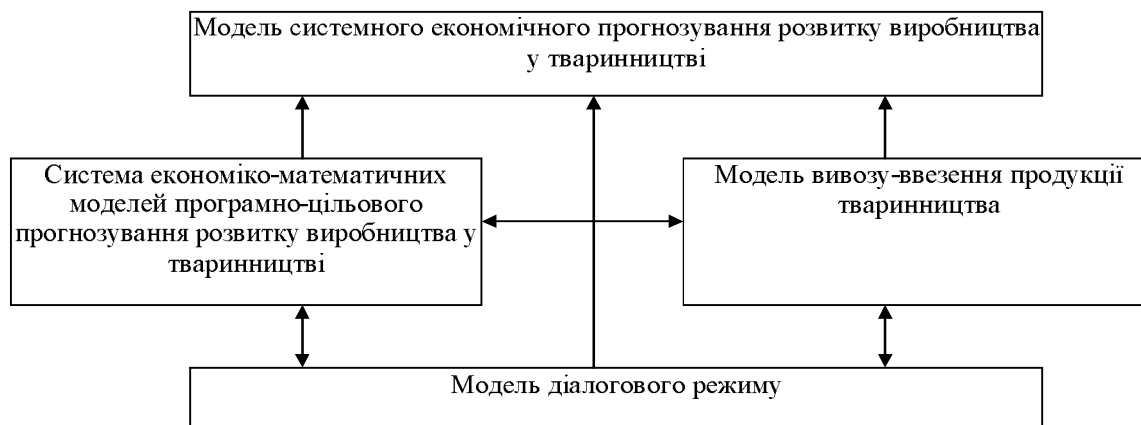 Модель системного економічного прогнозування розвитку виробництва
у тваринництві
Система економіко-математичних
моделей програмно-цільового
прогнозування розвитку виробництва у
тваринництві
Модель вивозу-ввезення продукції
тваринництва
Модель діалогового режиму